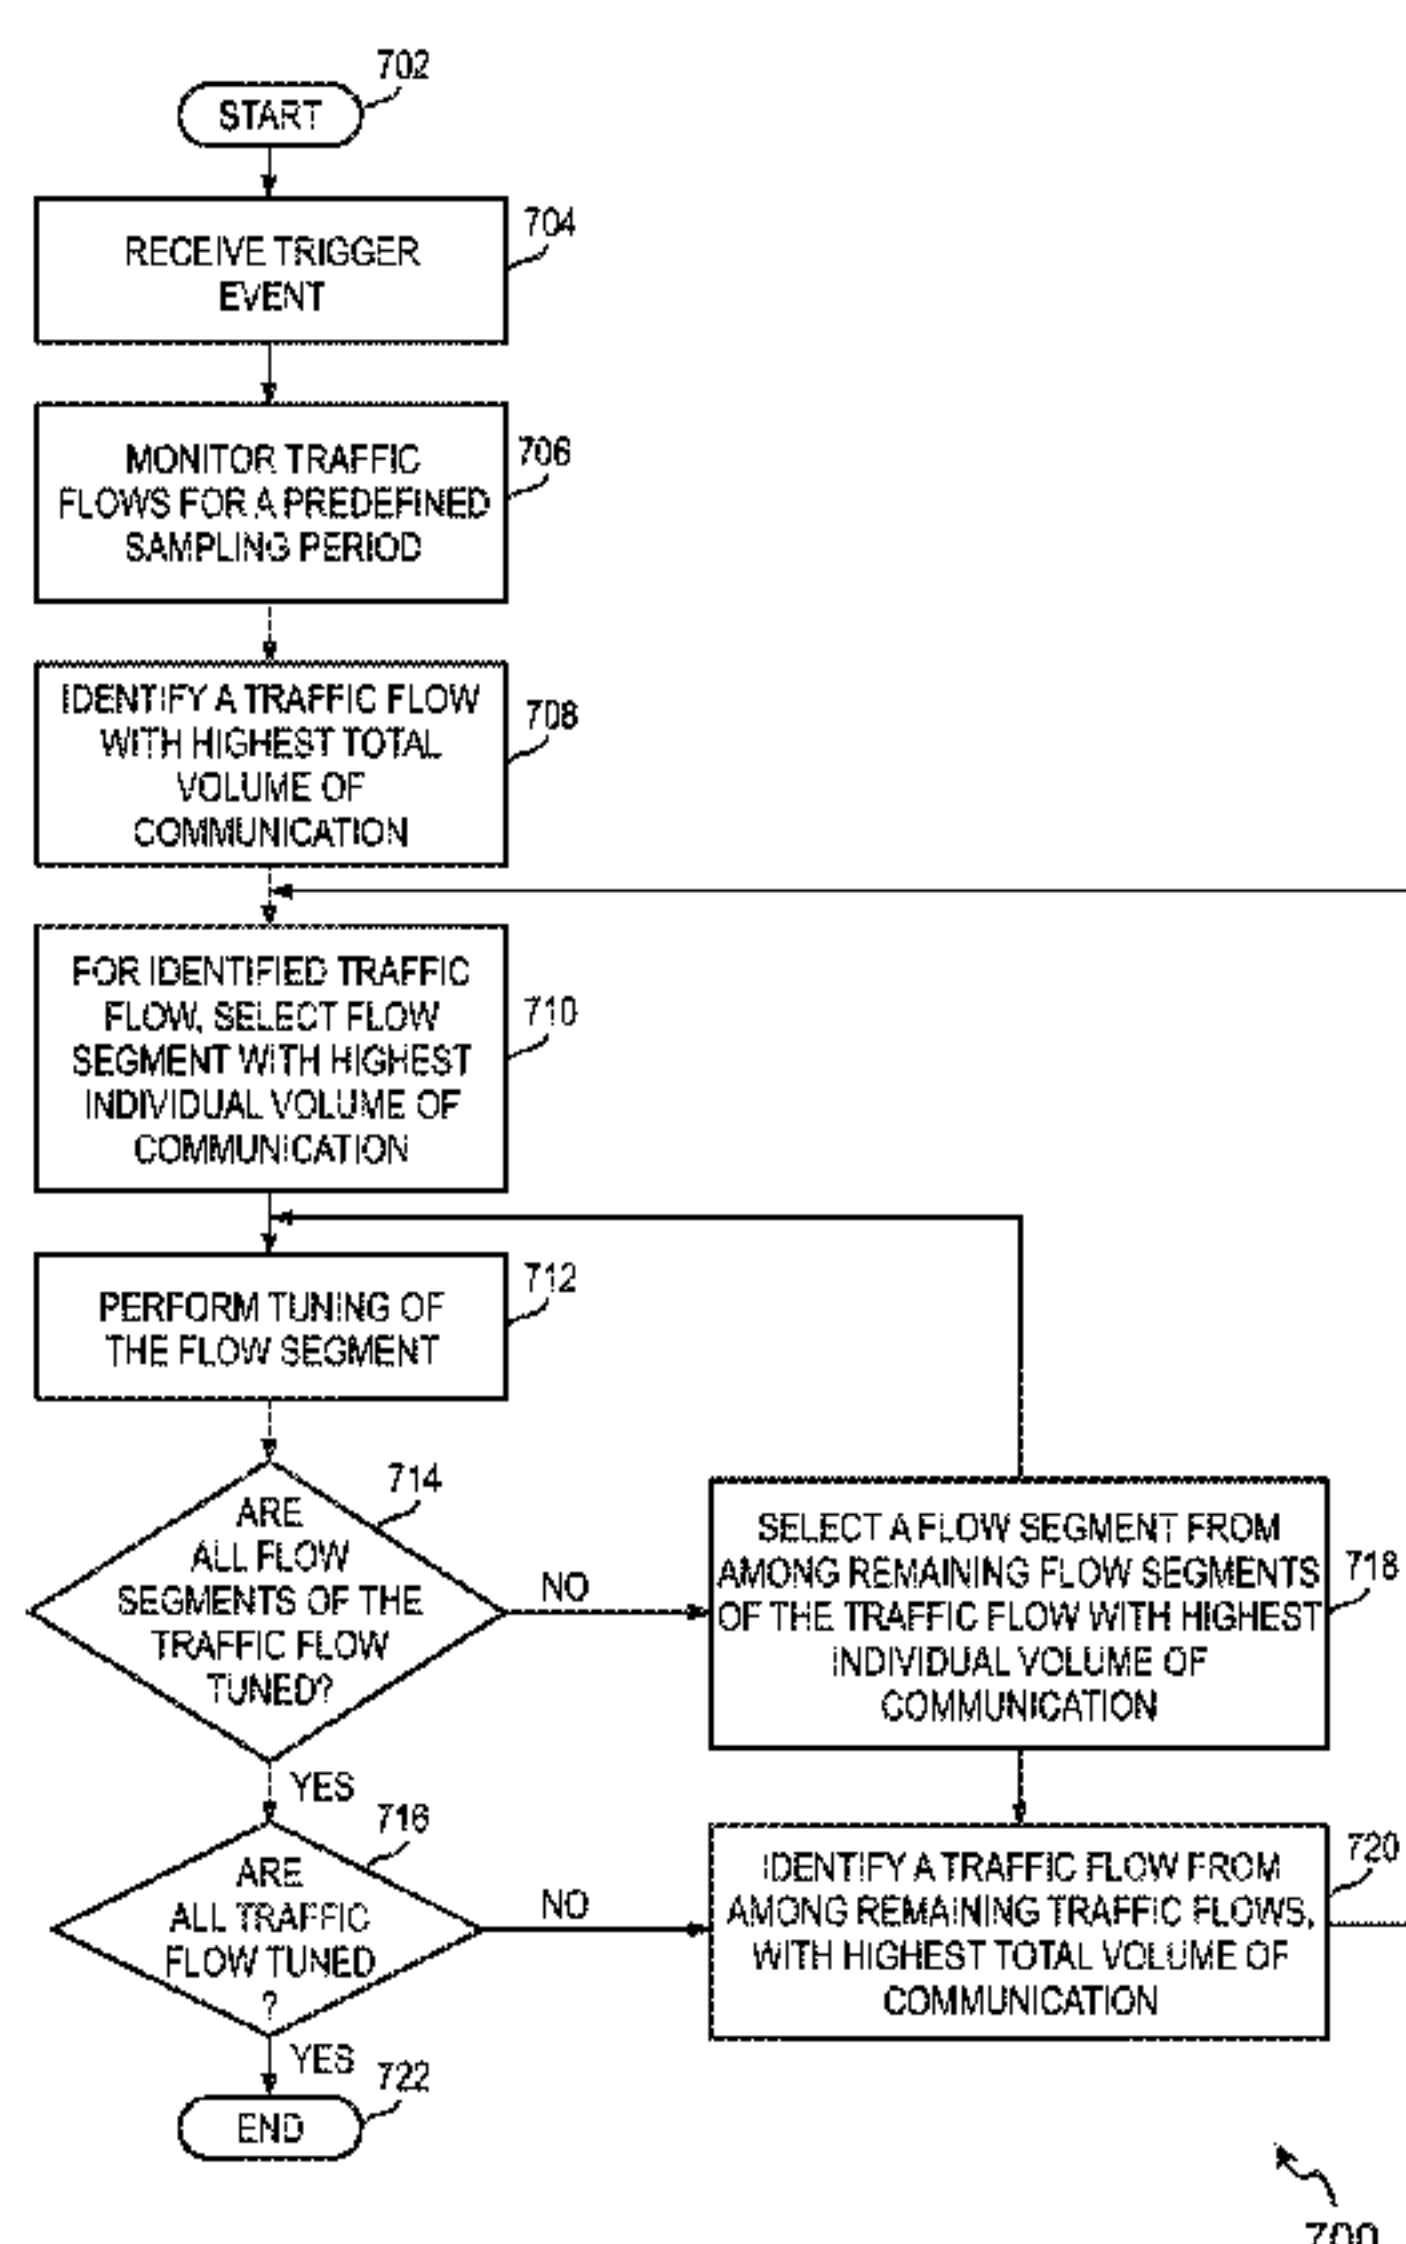 702
START
704
RECEIVE TRIGGER
EVENT
706
MONITOR TRAFFIC
FLOWS FOR A PREDEFINED
SAMPLING PERIOD
708
IDENTIFY A TRAFFIC FLOW
WITH HIGHEST TOTAL
VOLUME OF
COMMUNICATION
710
FOR IDENTIFIED TRAFFIC
FLOW, SELECT FLOW
SEGMENT WITH HIGHEST
INDIVIDUAL VOLUME OF
COMMUNICATION
712
PERFORM TUNING OF
THE FLOW SEGMENT
714
ARE
ALL FLOW
SEGMENTS OF THE
TRAFFIC FLOW
TUNED?
NO
718
SELECT A FLOW SEGMENT FROM
AMONG REMAINING FLOW SEGMENTS
OF THE TRAFFIC FLOW WITH HIGHEST
INDIVIDUAL VOLUME OF
COMMUNICATION
YES
716
ARE
ALL TRAFFIC
FLOW TUNED
?
NO
720
IDENTIFY A TRAFFIC FLOW FROM
AMONG REMAINING TRAFFIC FLOWS,
WITH HIGHEST TOTAL VOLUME OF
COMMUNICATION
YES
722
END
700